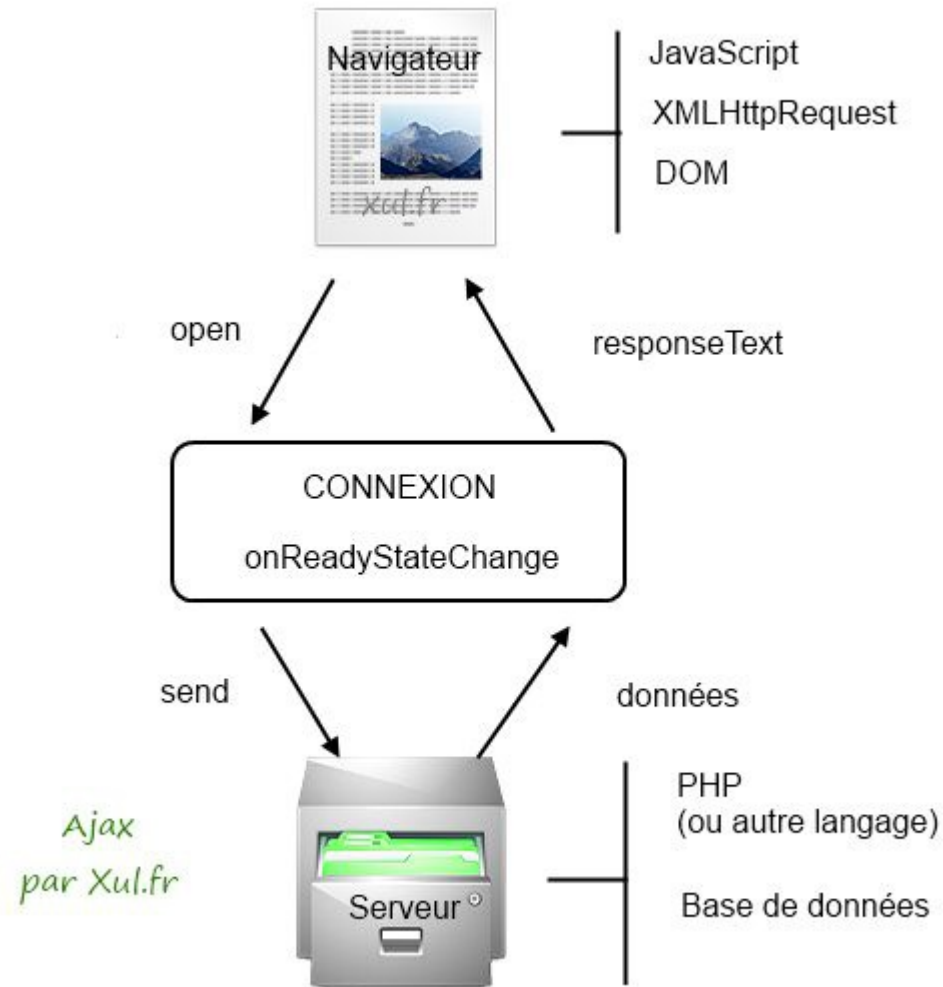 Navigateur
xul.fr
JavaScript
XMLHttpRequest
DOM
open
responseText
CONNEXION
onReadyStateChange
send
données
Ajax
par Xul.fr
Serveur
PHP
(ou autre langage)
Base de données